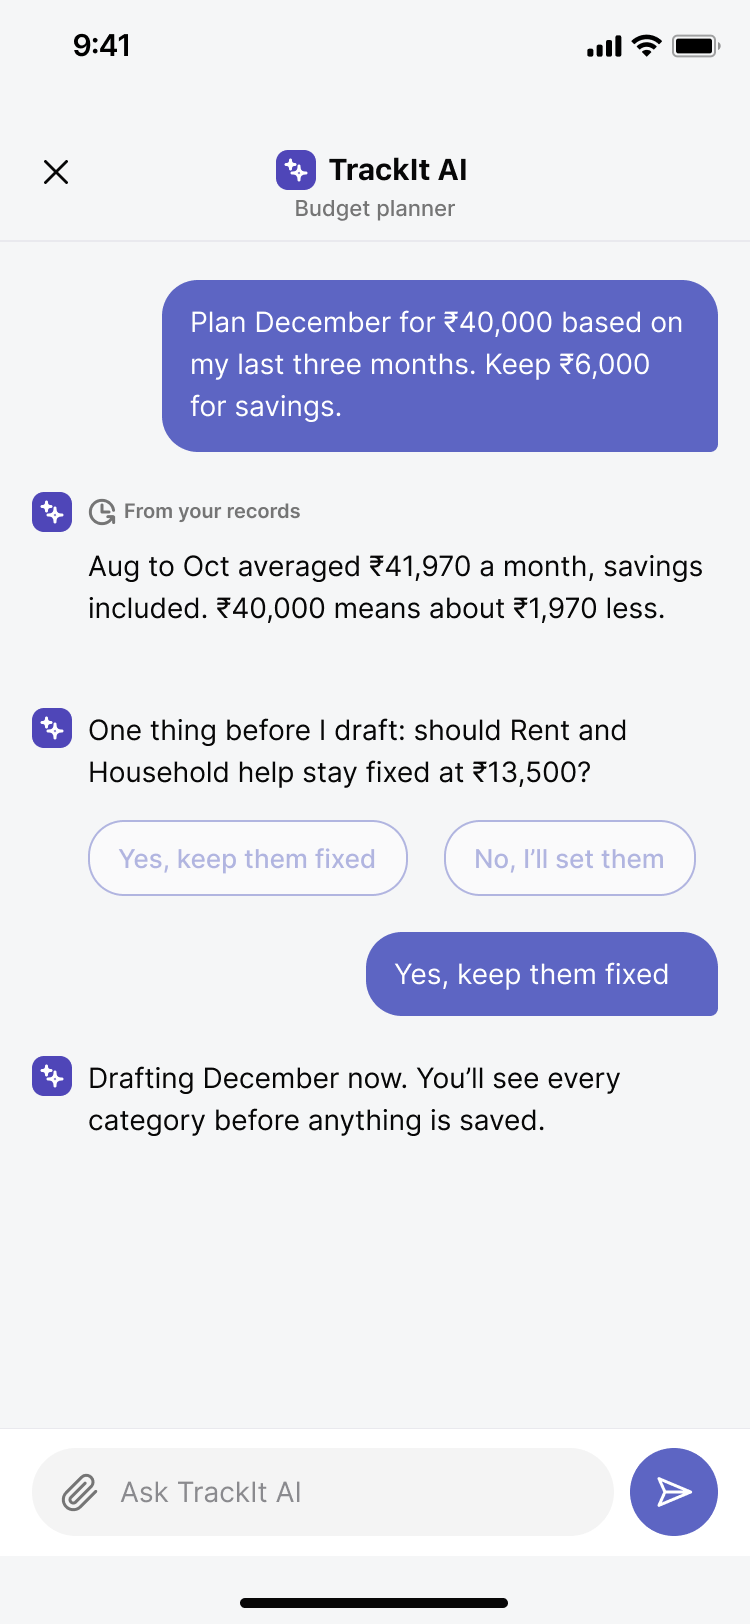 9:41
TrackIt AI
Budget planner
Plan December for ₹40,000 based on
my last three months. Keep ₹6,000
for savings.
From your records
Aug to Oct averaged ₹41,970 a month, savings
included. ₹40,000 means about ₹1,970 less.
One thing before I draft: should Rent and
Household help stay fixed at ₹13,500?
Yes, keep them fixed
No, I’ll set them
Yes, keep them fixed
Drafting December now. You’ll see every
category before anything is saved.
Ask TrackIt AI